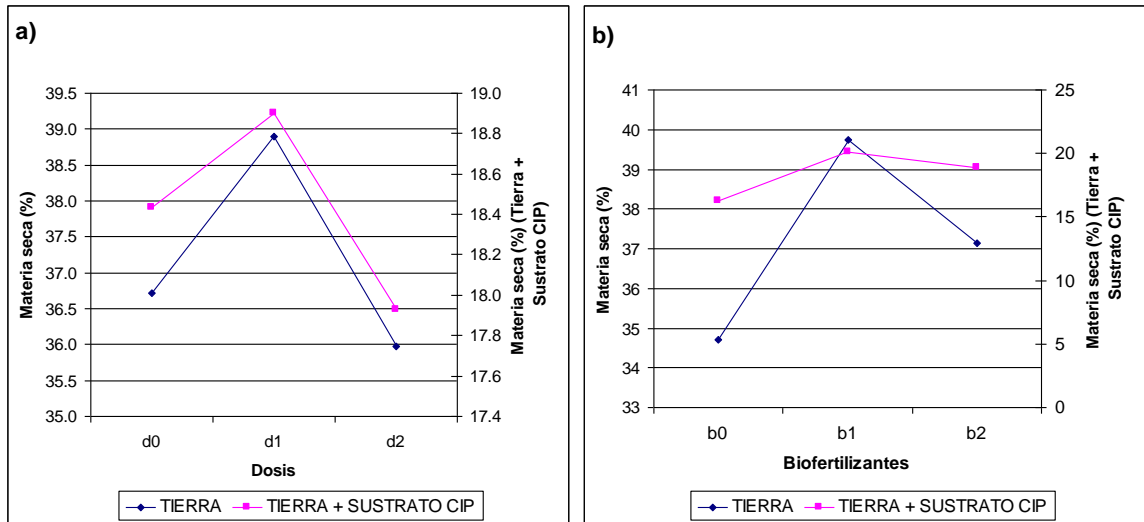 a)
39.5
39.0
38.5
38.0
37.5
37.0
36.5
36.0
35.5
35.0
Materia seca (%)
19.0
18.8
18.6
18.4
18.2
18.0
17.8
17.6
17.4
Materia seca (%) (Tierra +
Sustrato CIP)
d0 d1 d2
Dosis
TIERRA TIERRA + SUSTRATO CIP
b)
41
40
39
38
37
36
35
34
33
Materia seca (%)
25
20
15
10
5
0
Materia seca (%) (Tierra +
Sustrato CIP)
b0 b1 b2
Biofertilizantes
TIERRA TIERRA + SUSTRATO CIP